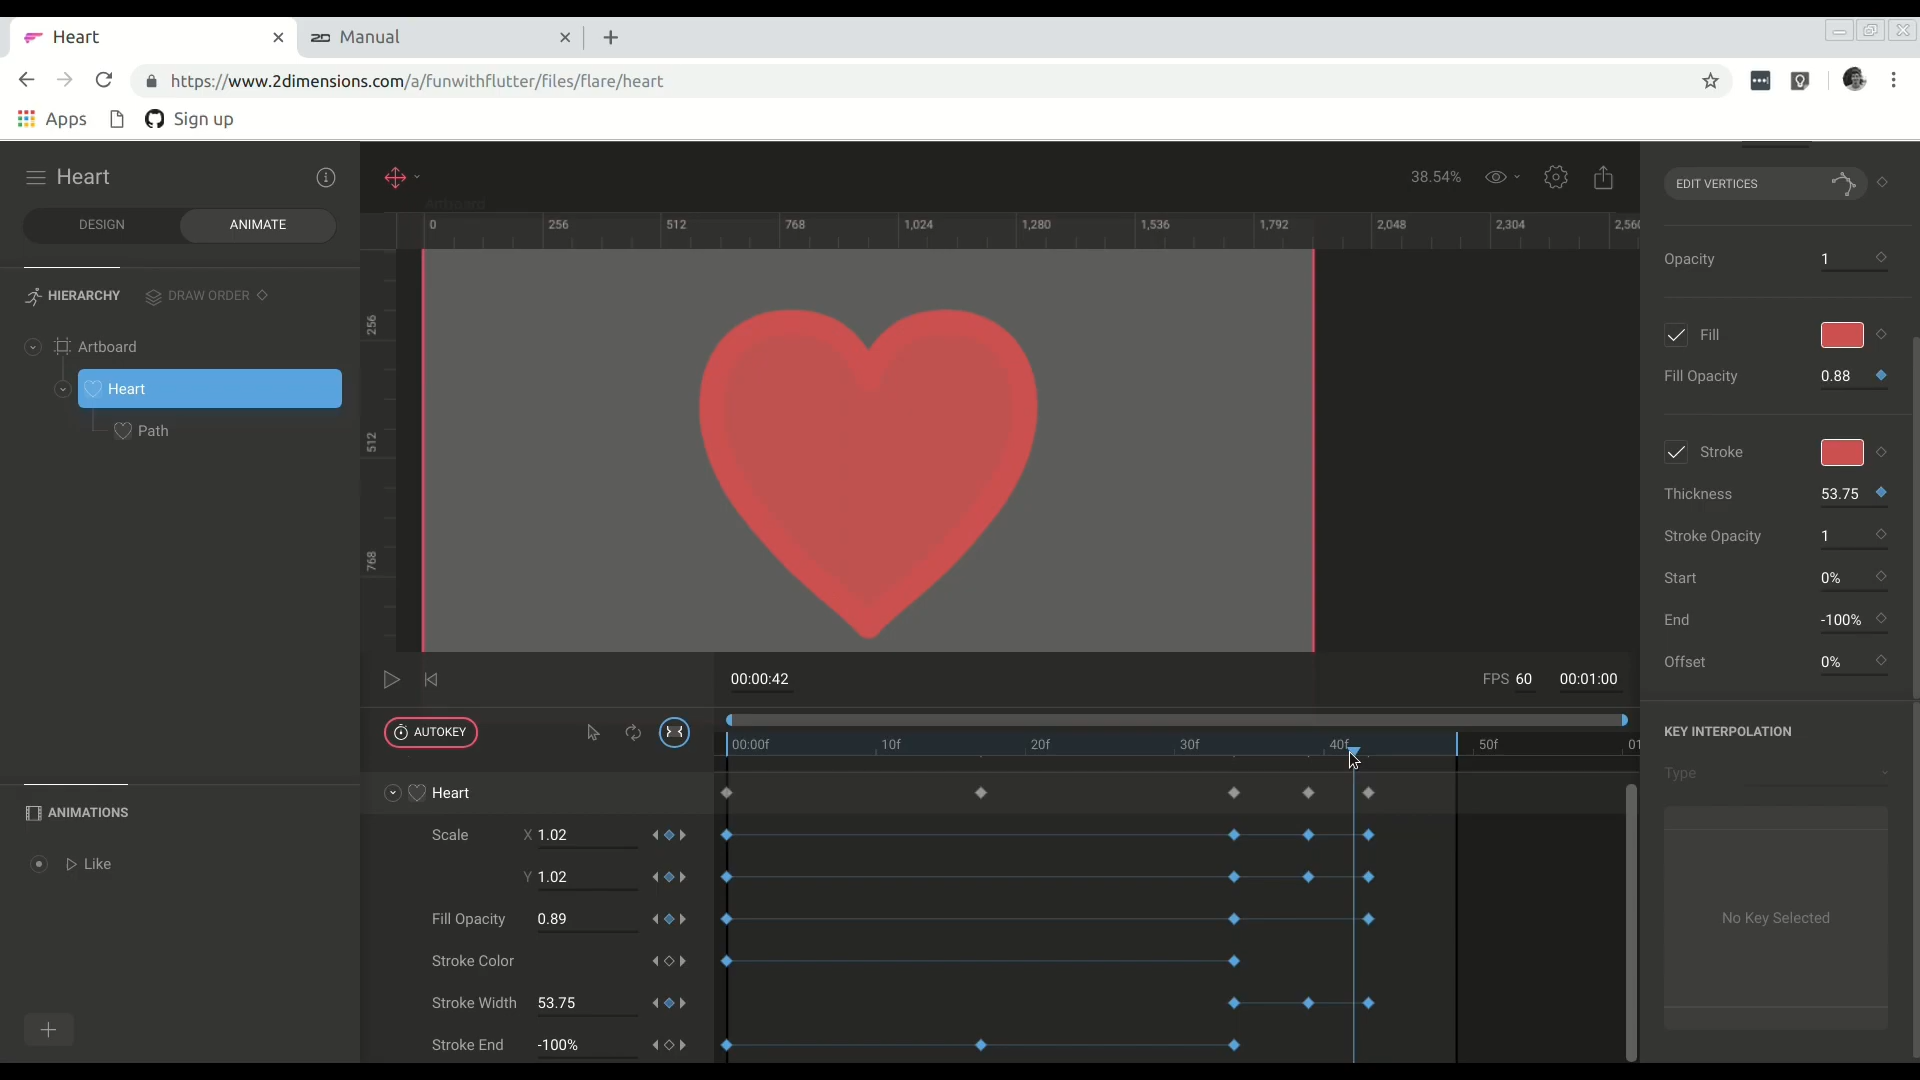 Heart
Manual
https://www.2dimensions.com/a/funwithflutter/files/flare/heart
Apps
Sign up
Heart
DESIGN
ANIMATE
HIERARCHY
DRAW ORDER
Artboard
Heart
Path
ANIMATIONS
Like
38.54%
Artboard
0 256 512 768 1,024 1,280 1,536 1,792 2,048 2,304 2,560
256
512
768
00:00:42
FPS 60
00:01:00
AUTOKEY
00:00f 10f 20f 30f 40f 50f 01
Heart
Scale X 1.02
Y 1.02
Fill Opacity 0.89
Stroke Color
Stroke Width 53.75
Stroke End -100%
EDIT VERTICES
Opacity 1
Fill
Fill Opacity 0.88
Stroke
Thickness 53.75
Stroke Opacity 1
Start 0%
End -100%
Offset 0%
KEY INTERPOLATION
Type
No Key Selected